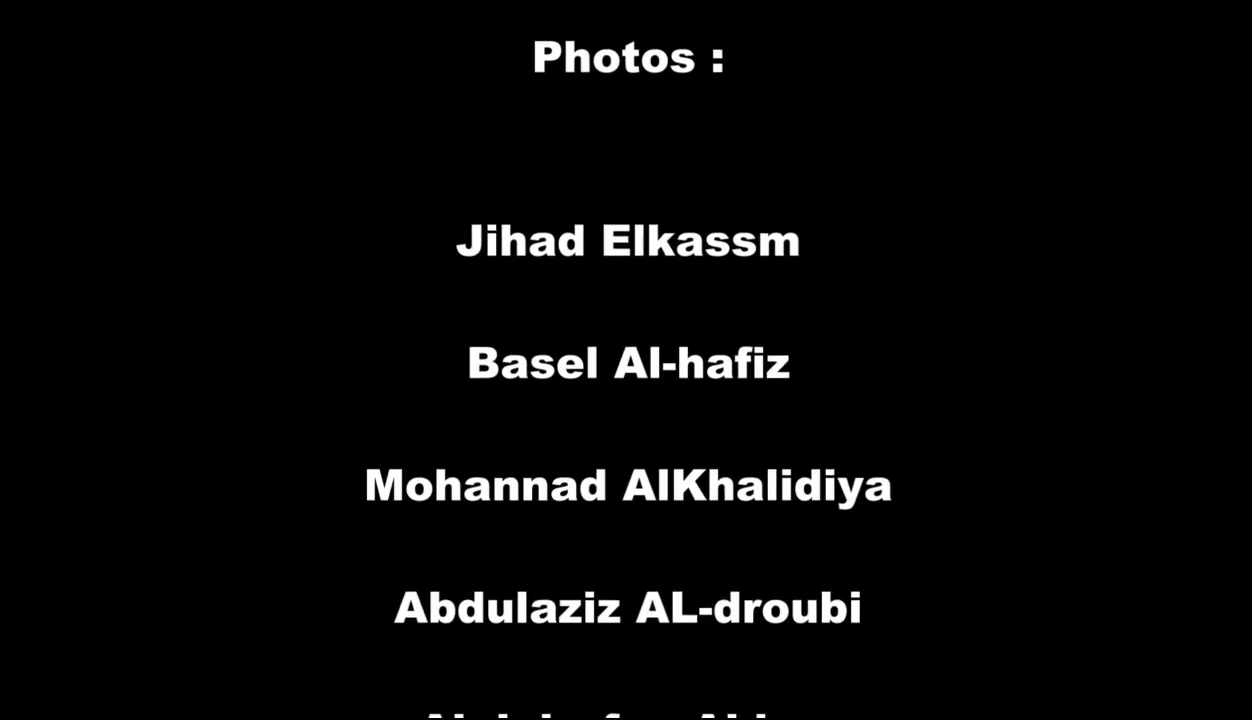 Photos :
Jihad Elkassm
Basel Al-hafiz
Mohannad AlKhalidiya
Abdulaziz AL-droubi